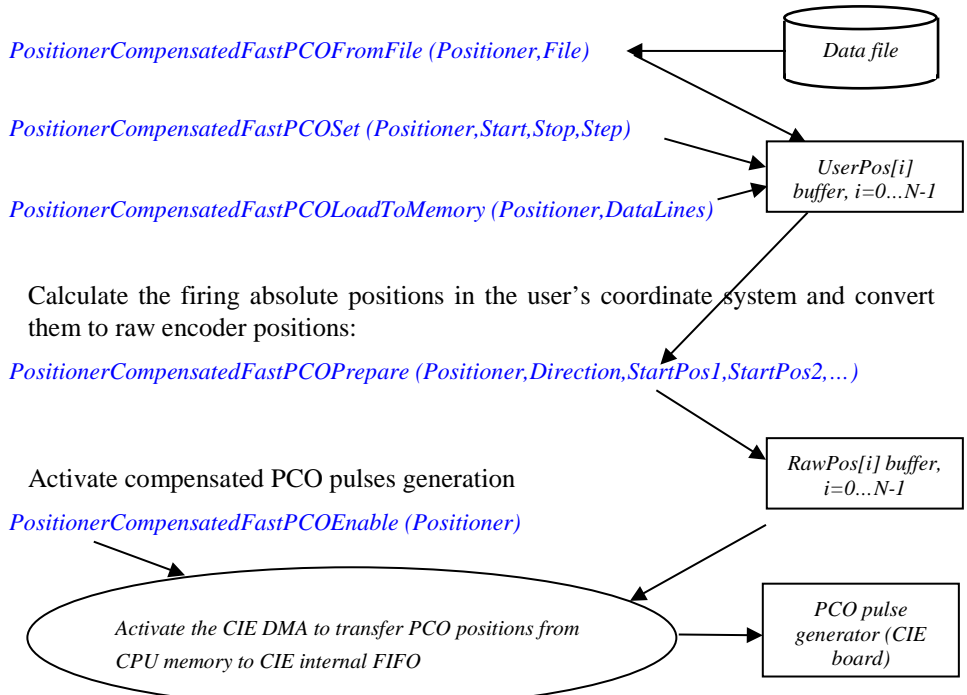 PositionerCompensatedFastPCOFromFile (Positioner,File)
Data file
PositionerCompensatedFastPCOSet (Positioner,Start,Stop,Step)
UserPos[i]
buffer, i=0…N-1
PositionerCompensatedFastPCOLoadToMemory (Positioner,DataLines)
Calculate the firing absolute positions in the user’s coordinate system and convert
them to raw encoder positions:
PositionerCompensatedFastPCOPrepare (Positioner,Direction,StartPos1,StartPos2,…)
RawPos[i] buffer,
i=0…N-1
Activate compensated PCO pulses generation
PositionerCompensatedFastPCOEnable (Positioner)
Activate the CIE DMA to transfer PCO positions from
CPU memory to CIE internal FIFO
PCO pulse
generator (CIE
board)